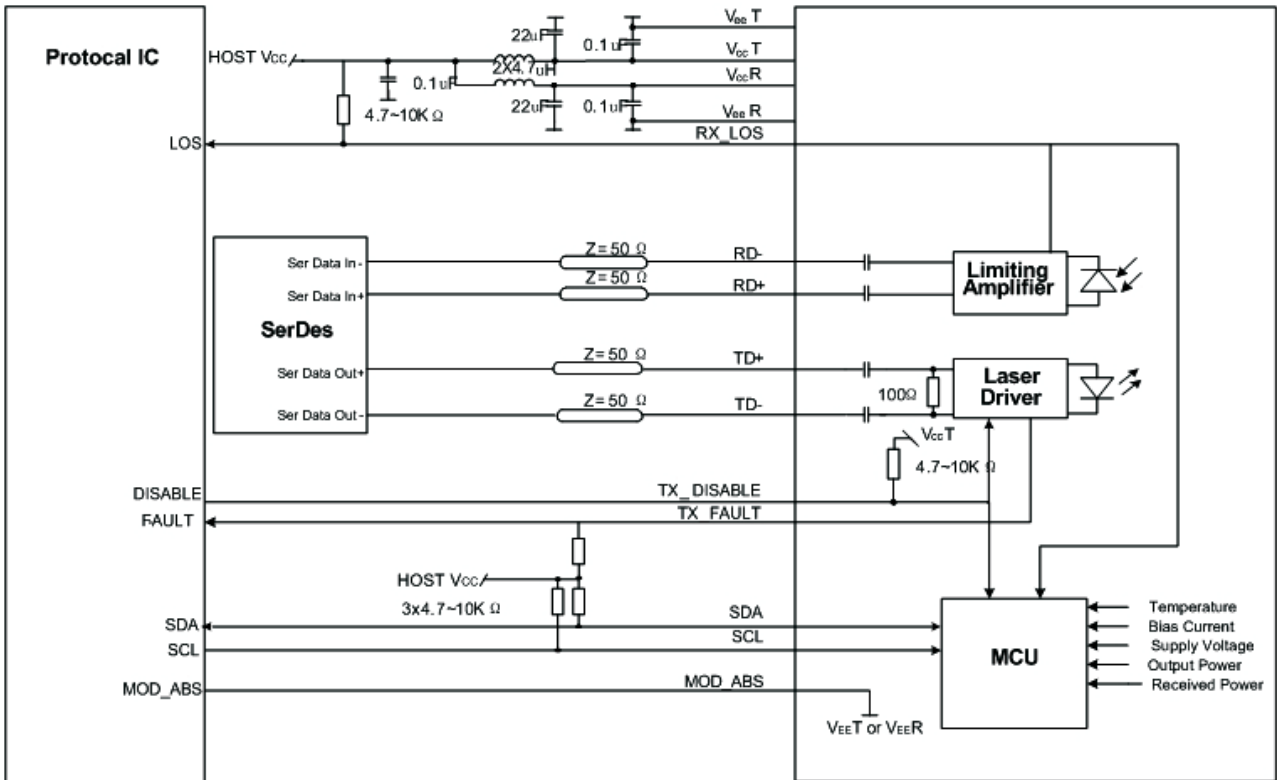 Protocal IC
HOST Vcc
22uF
0.1uF
VeeT
VccT
2X4.7uH
0.1uF
VccR
4.7~10K Ω
22uF
0.1uF
VeeR
LOS
RX_LOS
Z=50 Ω
RD-
Ser Data In-
Limiting Amplifier
Z=50 Ω
RD+
Ser Data In+
SerDes
Z=50 Ω
TD+
Ser Data Out+
Laser Driver
100Ω
Z=50 Ω
TD-
Ser Data Out-
VccT
4.7~10K Ω
DISABLE
TX_DISABLE
FAULT
TX_FAULT
HOST Vcc
3x4.7~10K Ω
SDA
SDA
SCL
SCL
MCU
Temperature
Bias Current
Supply Voltage
Output Power
Received Power
MOD_ABS
MOD_ABS
VEET or VEER